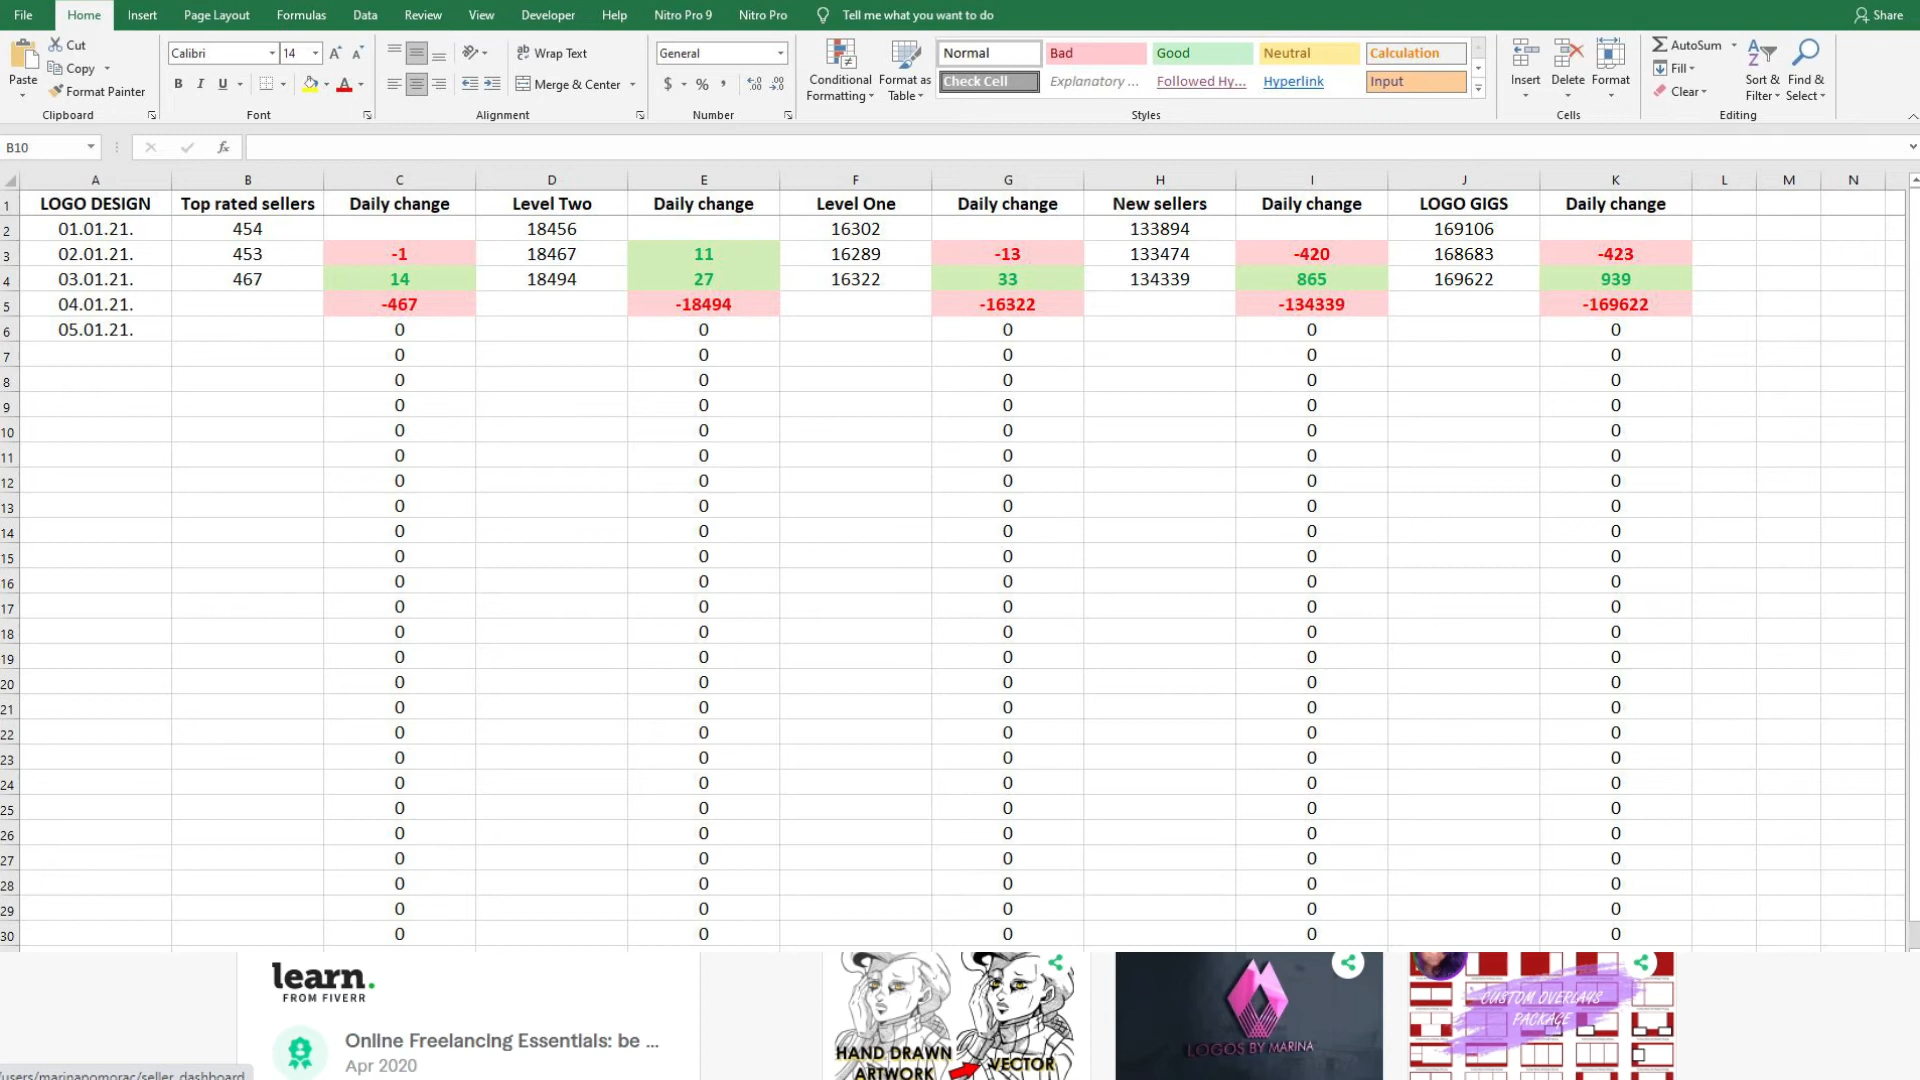 File Home Insert Page Layout Formulas Data Review View Developer Help Nitro Pro 9 Nitro Pro Tell me what you want to do Share
Paste Cut Copy Format Painter
Clipboard
Calibri 14
B I U
Font
Wrap Text
Merge & Center
Alignment
General
$ %
Number
Conditional Formatting
Format as Table
Normal Bad Good Neutral Calculation
Check Cell Explanatory ... Followed Hy... Hyperlink Input
Styles
Insert Delete Format
Cells
AutoSum
Fill
Clear
Sort & Filter
Find & Select
Editing
B10 fx
A B C D E F G H I J K L M N
1 LOGO DESIGN Top rated sellers Daily change Level Two Daily change Level One Daily change New sellers Daily change LOGO GIGS Daily change
2 01.01.21. 454 18456 16302 133894 169106
3 02.01.21. 453 -1 18467 11 16289 -13 133474 -420 168683 -423
4 03.01.21. 467 14 18494 27 16322 33 134339 865 169622 939
5 04.01.21. -467 -18494 -16322 -134339 -169622
6 05.01.21. 0 0 0 0 0
7 0 0 0 0 0
8 0 0 0 0 0
9 0 0 0 0 0
10 0 0 0 0 0
11 0 0 0 0 0
12 0 0 0 0 0
13 0 0 0 0 0
14 0 0 0 0 0
15 0 0 0 0 0
16 0 0 0 0 0
17 0 0 0 0 0
18 0 0 0 0 0
19 0 0 0 0 0
20 0 0 0 0 0
21 0 0 0 0 0
22 0 0 0 0 0
23 0 0 0 0 0
24 0 0 0 0 0
25 0 0 0 0 0
26 0 0 0 0 0
27 0 0 0 0 0
28 0 0 0 0 0
29 0 0 0 0 0
30 0 0 0 0 0
learn.
FROM FIVERR
Online Freelancing Essentials: be ...
Apr 2020
HAND DRAWN
ARTWORK
VECTOR
LOGOS BY MARINA
CUSTOM OVERLAYS
PACKAGE
/users/marinapomorac/seller_dashboard